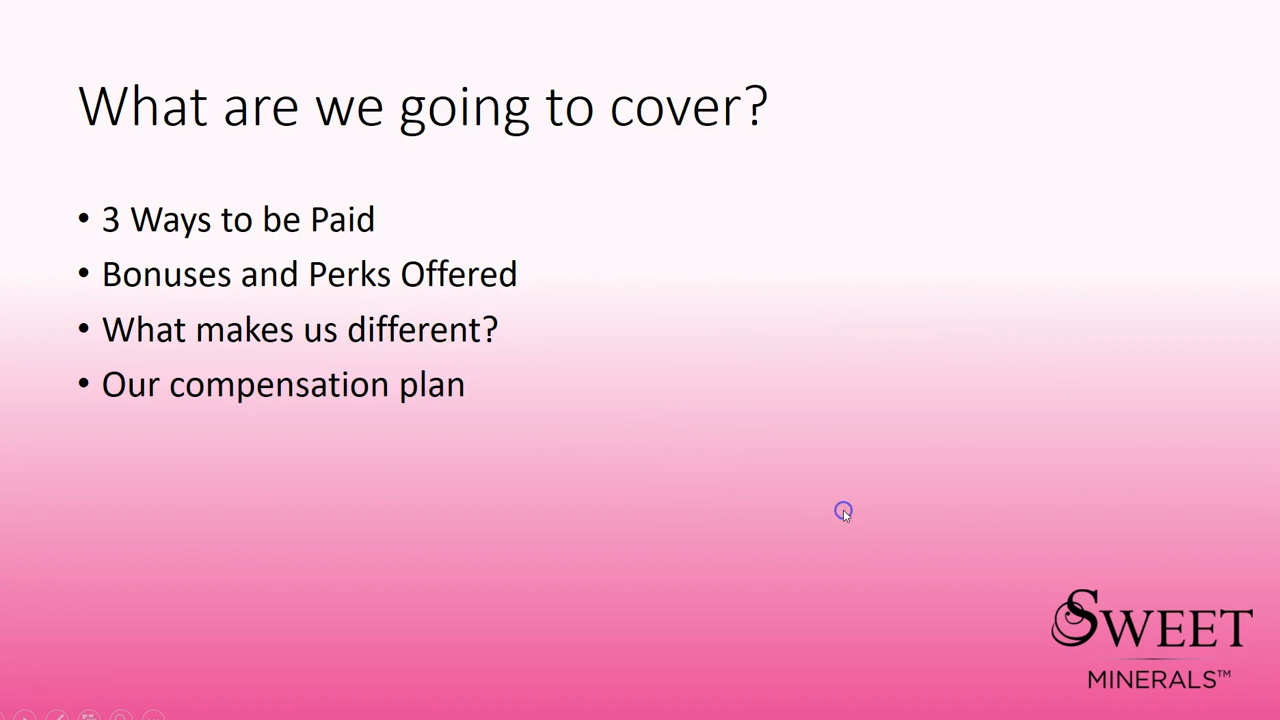 What are we going to cover?
• 3 Ways to be Paid
• Bonuses and Perks Offered
• What makes us different?
• Our compensation plan
SWEET
MINERALS™